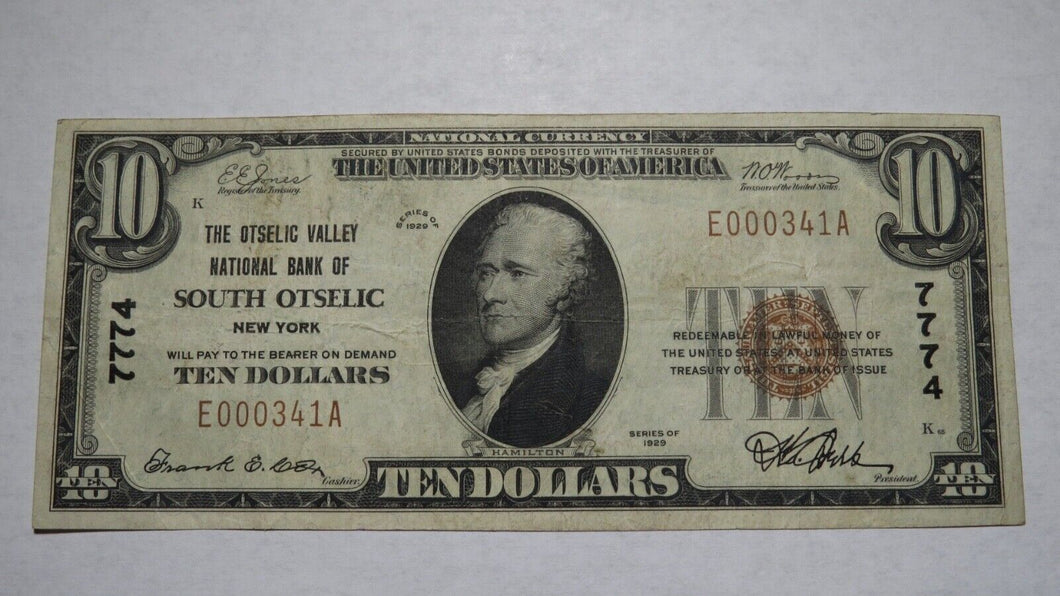 NATIONAL CURRENCY
SECURED BY UNITED STATES BONDS DEPOSITED WITH THE TREASURER OF
THE UNITED STATES OF AMERICA
10
10
E.E. Jones
Register of the Treasury.
Treasurer of the United States.
K
SERIES OF
1929
E000341A
THE OTSELIC VALLEY
NATIONAL BANK OF
SOUTH OTSELIC
NEW YORK
WILL PAY TO THE BEARER ON DEMAND
TEN DOLLARS
E000341A
7774
7774
TEN
REDEEMABLE IN LAWFUL MONEY OF
THE UNITED STATES AT UNITED STATES
TREASURY OR AT THE BANK OF ISSUE
K 68
SERIES OF
1929
HAMILTON
Frank E.
Cashier.
President.
10
TEN DOLLARS
10